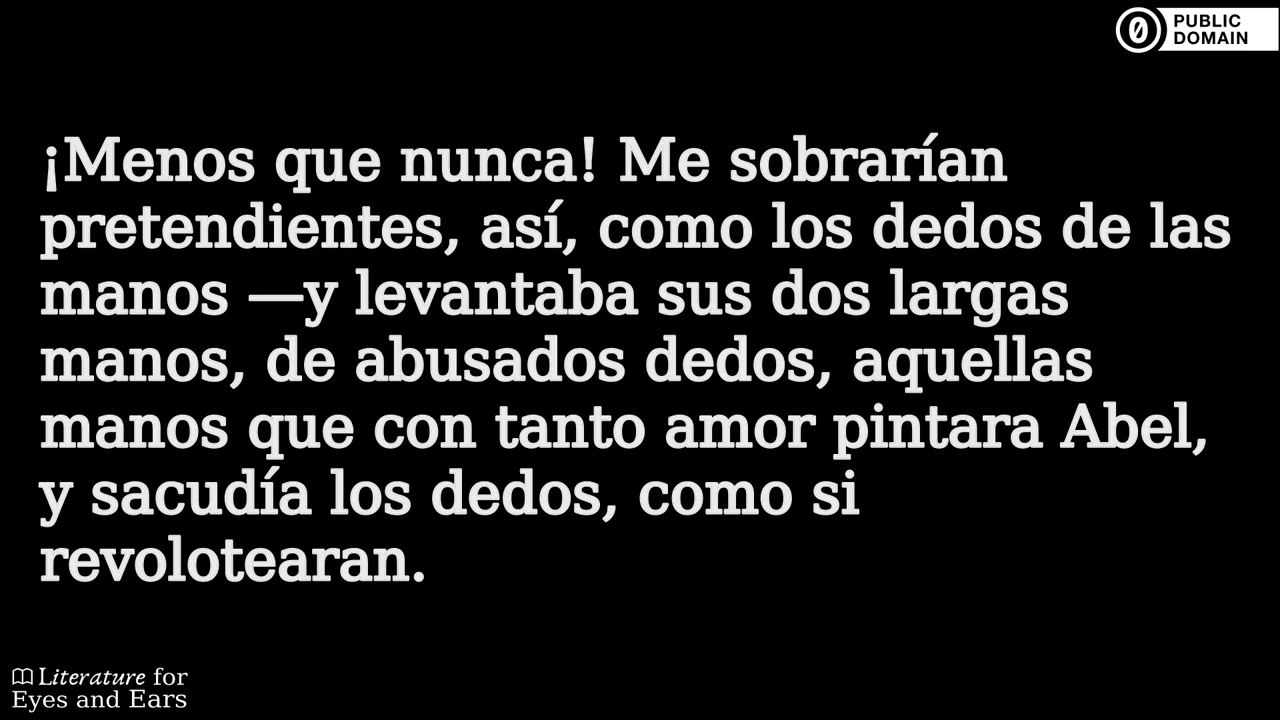 PUBLIC
DOMAIN
¡Menos que nunca! Me sobrarían
pretendientes, así, como los dedos de las
manos —y levantaba sus dos largas
manos, de abusados dedos, aquellas
manos que con tanto amor pintara Abel,
y sacudía los dedos, como si
revolotearan.
Literature for
Eyes and Ears